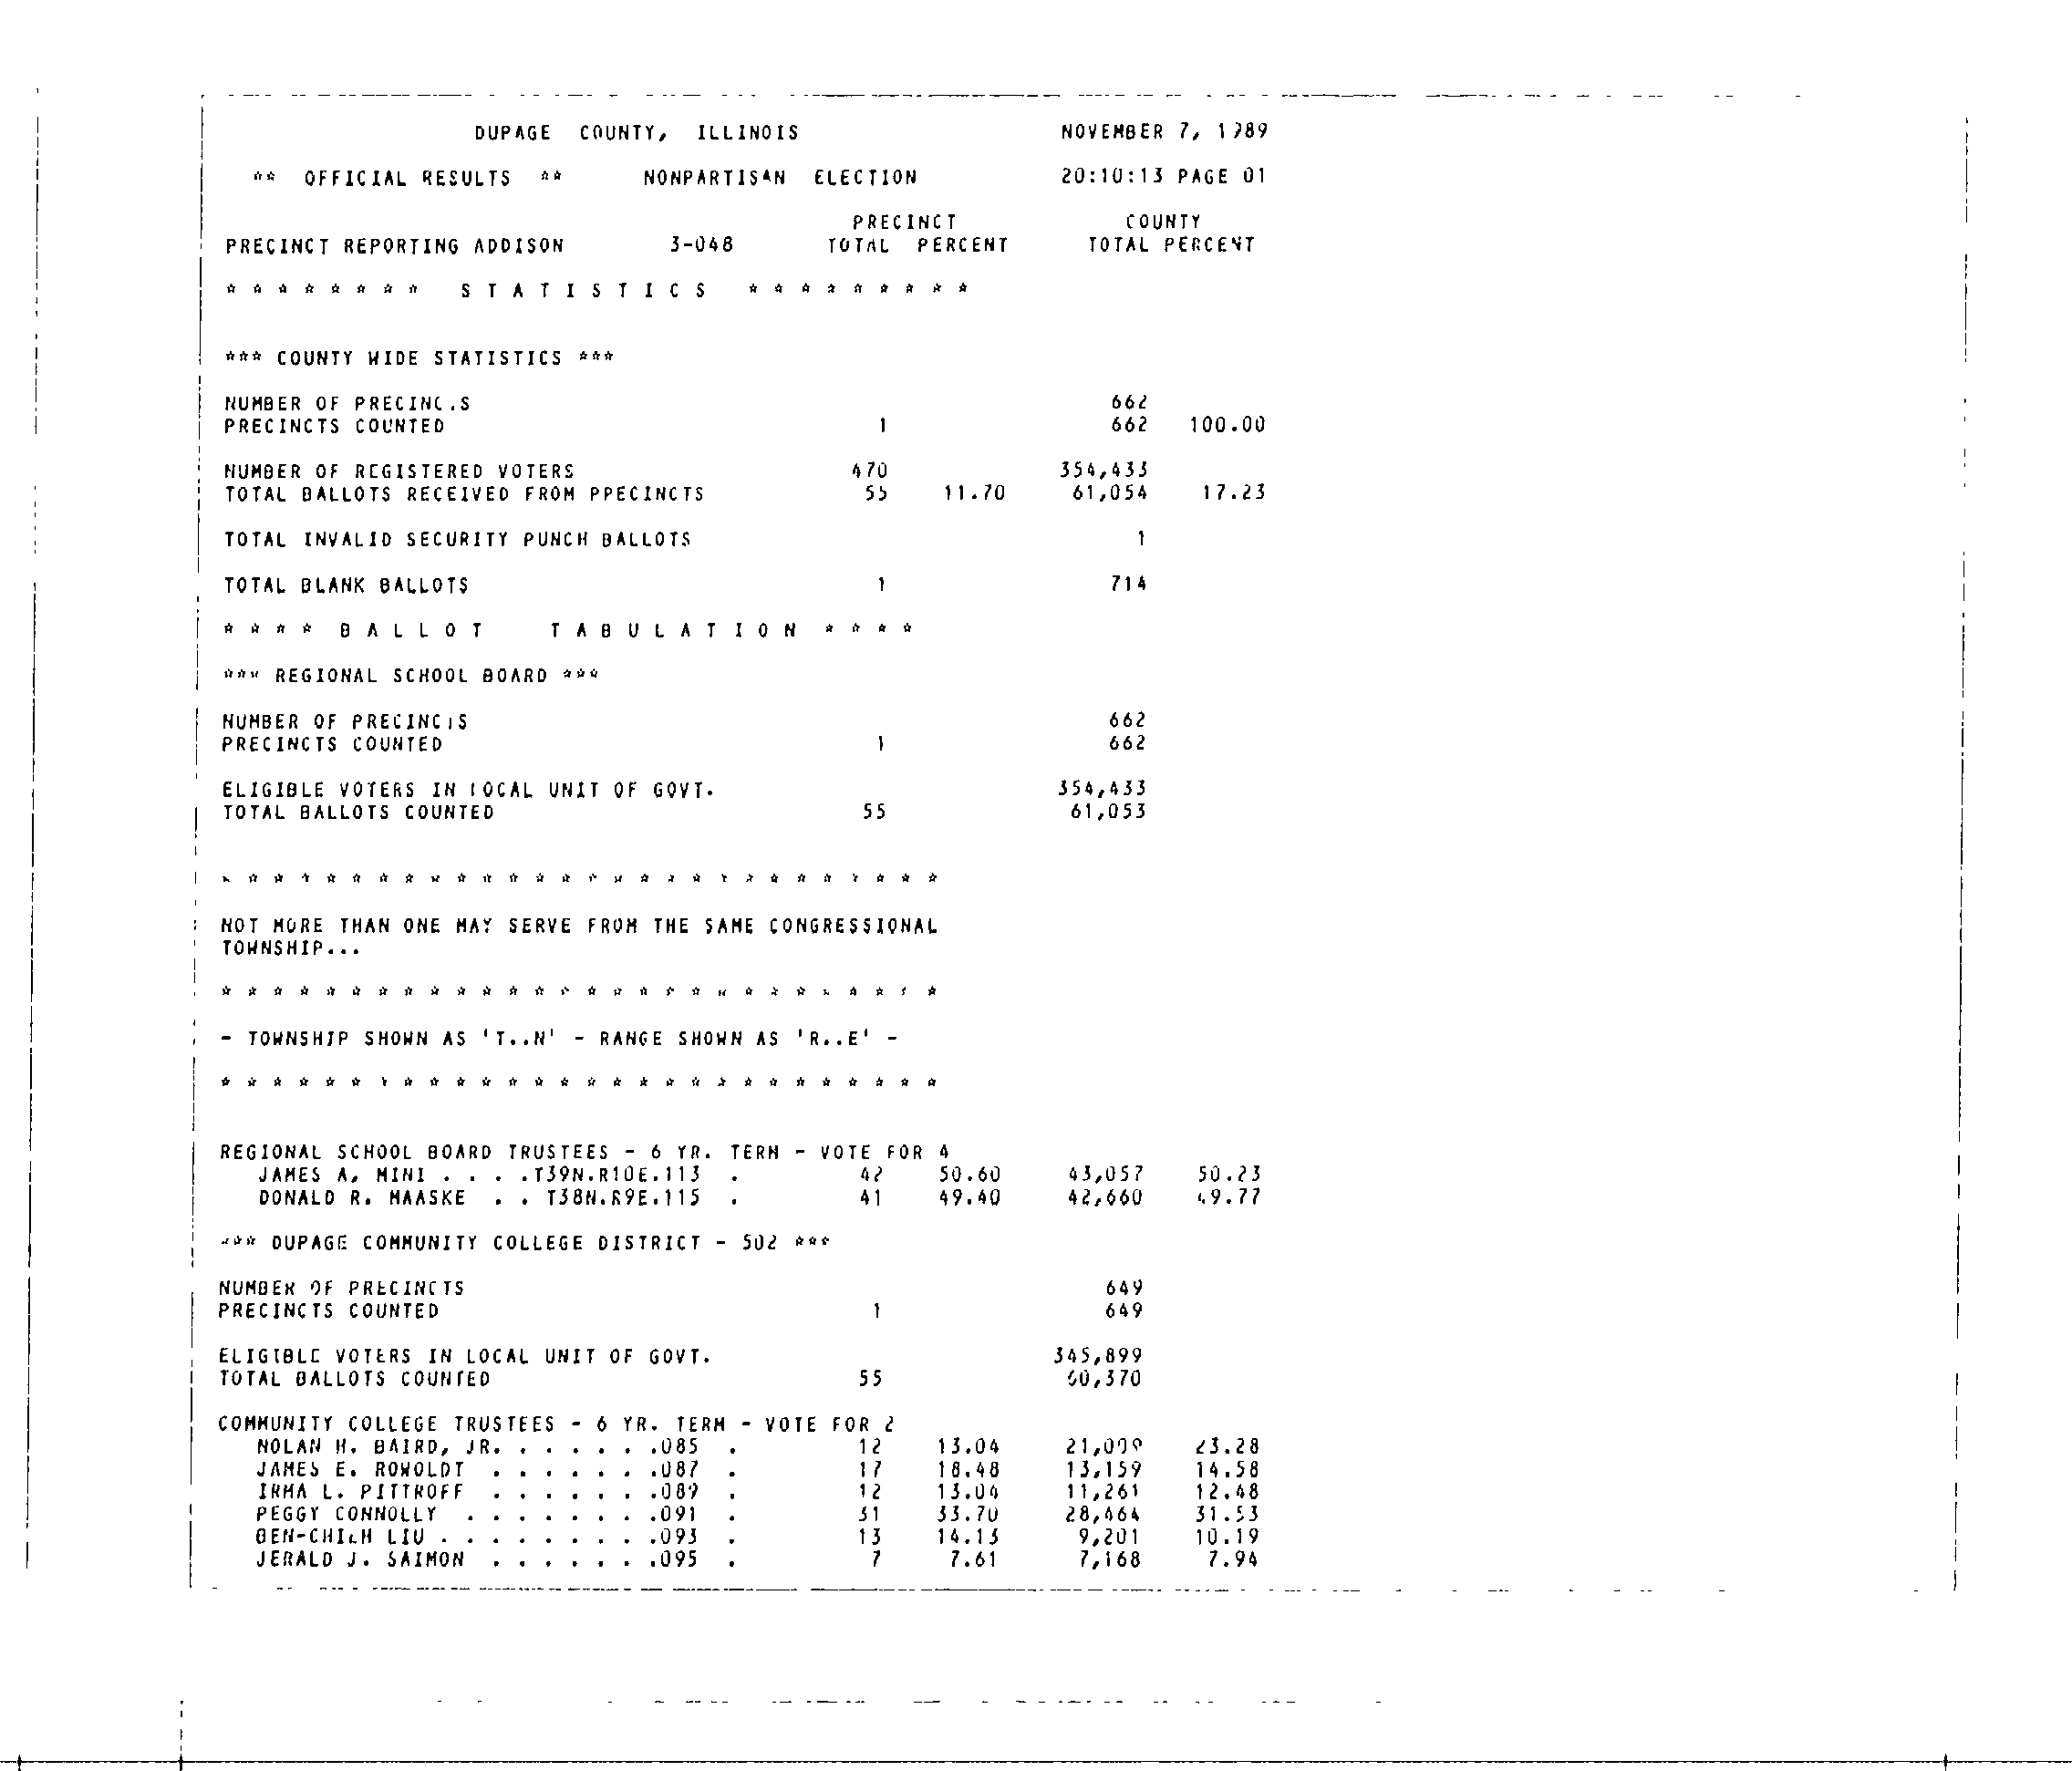 DUPAGE COUNTY, ILLINOIS NOVEMBER 7, 1989
** OFFICIAL RESULTS ** NONPARTISAN ELECTION 20:10:13 PAGE 01
PRECINCT COUNTY
PRECINCT REPORTING ADDISON 3-048 TOTAL PERCENT TOTAL PERCENT
* * * * * * * * S T A T I S T I C S * * * * * * * * *
*** COUNTY WIDE STATISTICS ***
NUMBER OF PRECINCTS 662
PRECINCTS COUNTED 1 662 100.00
NUMBER OF REGISTERED VOTERS 470 354,433
TOTAL BALLOTS RECEIVED FROM PRECINCTS 55 11.70 61,054 17.23
TOTAL INVALID SECURITY PUNCH BALLOTS 1
TOTAL BLANK BALLOTS 1 714
* * * * B A L L O T T A B U L A T I O N * * * *
*** REGIONAL SCHOOL BOARD ***
NUMBER OF PRECINCTS 662
PRECINCTS COUNTED 1 662
ELIGIBLE VOTERS IN LOCAL UNIT OF GOVT. 354,433
TOTAL BALLOTS COUNTED 55 61,053
* * * * * * * * * * * * * * * * * * * * * * * * * * * *
NOT MORE THAN ONE MAY SERVE FROM THE SAME CONGRESSIONAL
TOWNSHIP...
* * * * * * * * * * * * * * * * * * * * * * * * * * * *
- TOWNSHIP SHOWN AS 'T..N' - RANGE SHOWN AS 'R..E' -
* * * * * * * * * * * * * * * * * * * * * * * * * * * *
REGIONAL SCHOOL BOARD TRUSTEES - 6 YR. TERM - VOTE FOR 4
JAMES A. MINI . . . .T39N.R10E.113 . 42 50.60 43,057 50.23
DONALD R. MAASKE . . T38N.R9E.115 . 41 49.40 42,660 49.77
*** DUPAGE COMMUNITY COLLEGE DISTRICT - 502 ***
NUMBER OF PRECINCTS 649
PRECINCTS COUNTED 1 649
ELIGIBLE VOTERS IN LOCAL UNIT OF GOVT. 345,899
TOTAL BALLOTS COUNTED 55 60,370
COMMUNITY COLLEGE TRUSTEES - 6 YR. TERM - VOTE FOR 2
NOLAN H. BAIRD, JR. . . . . . .085 . 12 13.04 23.28
JAMES E. ROWOLDT . . . . . . .087 . 17 18.48 13,159 14.58
IRMA L. PITTROFF . . . . . . .089 . 12 13.04 11,261 12.48
PEGGY CONNOLLY . . . . . . . .091 . 31 33.70 28,464 31.53
BEN-CHIEH LIU . . . . . . . . .093 . 13 14.13 9,201 10.19
JERALD J. SAIMON . . . . . . .095 . 7 7.61 7,168 7.94